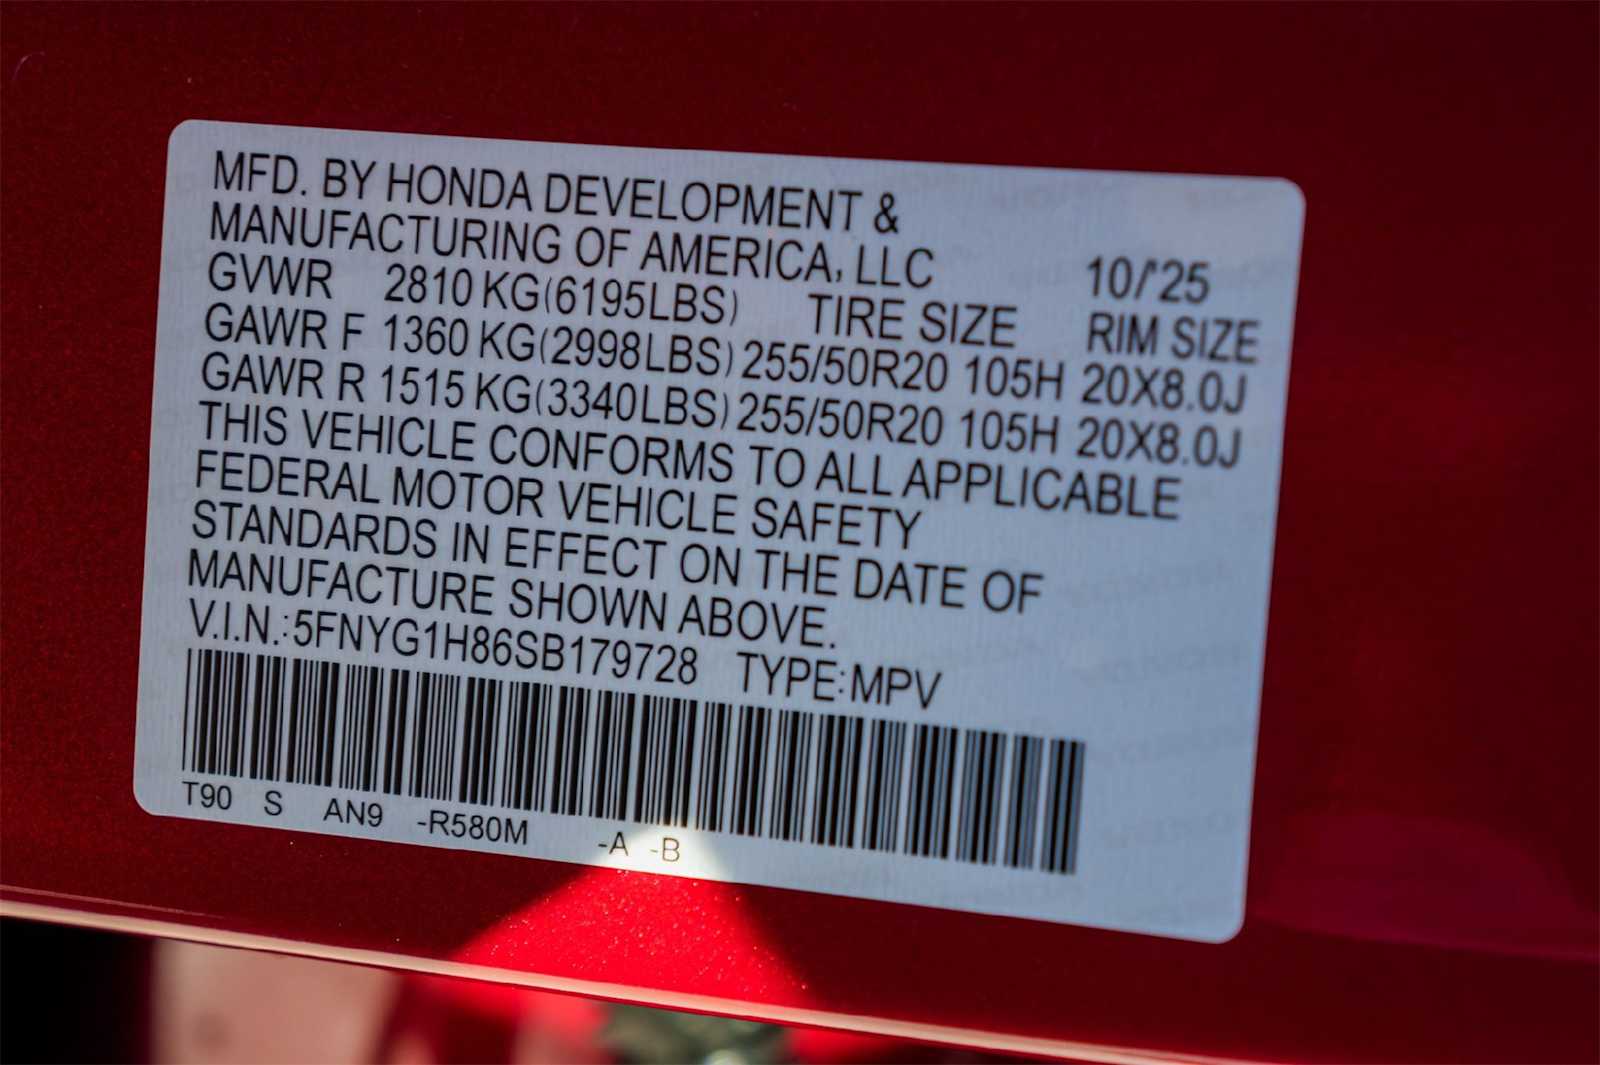 MFD. BY HONDA DEVELOPMENT &
MANUFACTURING OF AMERICA, LLC 10/'25
GVWR 2810 KG(6195LBS) TIRE SIZE RIM SIZE
GAWR F 1360 KG(2998LBS) 255/50R20 105H 20X8.0J
GAWR R 1515 KG(3340LBS) 255/50R20 105H 20X8.0J
THIS VEHICLE CONFORMS TO ALL APPLICABLE
FEDERAL MOTOR VEHICLE SAFETY
STANDARDS IN EFFECT ON THE DATE OF
MANUFACTURE SHOWN ABOVE.
V.I.N.:5FNYG1H86SB179728 TYPE:MPV
T90 S AN9 -R580M -A -B